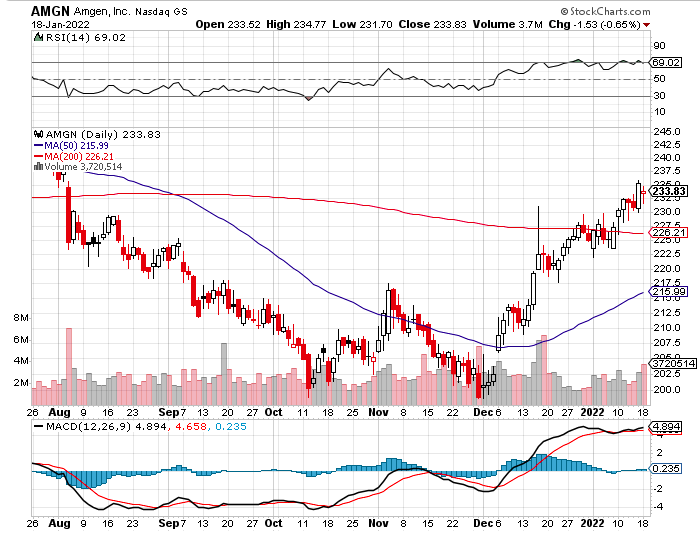 AMGN Amgen, Inc. Nasdaq GS © StockCharts.com
18-Jan-2022 Open 233.52 High 234.77 Low 231.70 Close 233.83 Volume 3.7M Chg -1.53 (-0.65%)
RSI(14) 69.02
90
69.02
50
30
10
AMGN (Daily) 233.83
MA(50) 215.99
MA(200) 226.21
Volume 3,720,514
245.0
242.5
240.0
237.5
235.0
233.83
232.5
230.0
226.21
225.0
222.5
220.0
217.5
215.99
212.5
210.0
207.5
205.0
3720514
202.5
200.0
8M
6M
4M
2M
26 Aug 9 16 23 Sep 7 13 20 27 Oct 11 18 25 Nov 8 15 22 Dec 6 13 20 27 2022 10 18
MACD(12,26,9) 4.894, 4.658, 0.235
4.894
2
0.235
-2
-4
26 Aug 9 16 23 Sep 7 13 20 27 Oct 11 18 25 Nov 8 15 22 Dec 6 13 20 27 2022 10 18